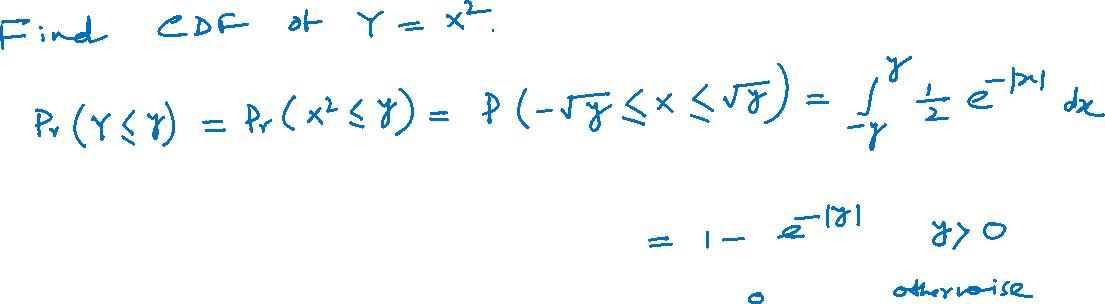 Find CDF of Y = X².
Pr(Y ≤ y) = Pr(X² ≤ y) = P(-√y ≤ X ≤ √y) = ∫_{-y}^{y} ½ e^{-|x|} dx
= 1 - e^{-|y|} y > 0
0 otherwise